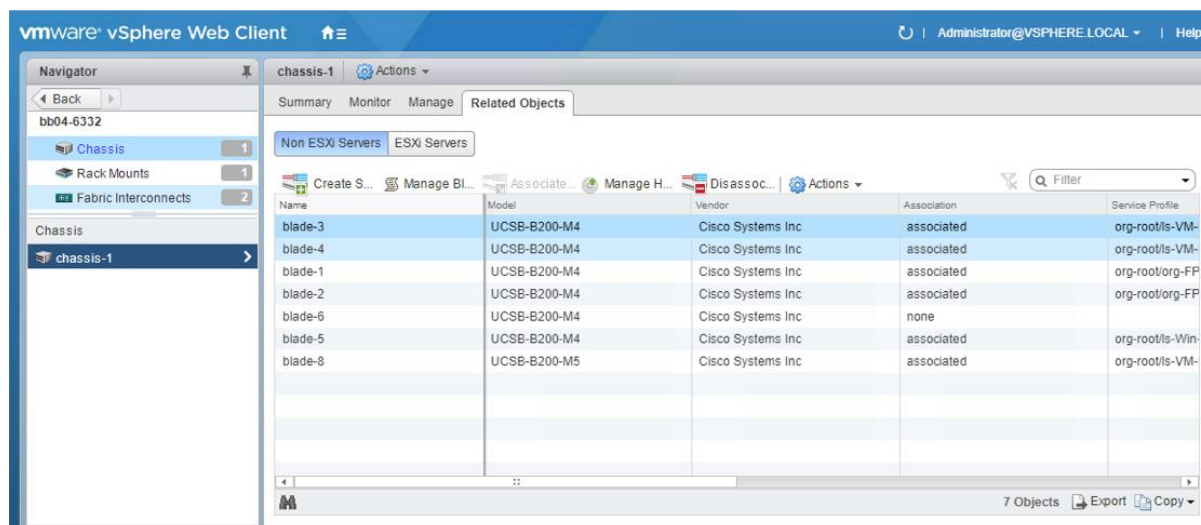 vmware® vSphere Web Client
Administrator@VSPHERE.LOCAL | Help
Navigator
Back
bb04-6332
Chassis 1
Rack Mounts 1
Fabric Interconnects 2
Chassis
chassis-1
chassis-1 Actions
Summary Monitor Manage Related Objects
Non ESXi Servers ESXi Servers
Create S... Manage Bl... Associate... Manage H... Disassoc... | Actions Filter
Name Model Vendor Association Service Profile
blade-3 UCSB-B200-M4 Cisco Systems Inc associated org-root/ls-VM-
blade-4 UCSB-B200-M4 Cisco Systems Inc associated org-root/ls-VM-
blade-1 UCSB-B200-M4 Cisco Systems Inc associated org-root/org-FP
blade-2 UCSB-B200-M4 Cisco Systems Inc associated org-root/org-FP
blade-6 UCSB-B200-M4 Cisco Systems Inc none
blade-5 UCSB-B200-M4 Cisco Systems Inc associated org-root/ls-Win-
blade-8 UCSB-B200-M5 Cisco Systems Inc associated org-root/ls-VM-
7 Objects Export Copy